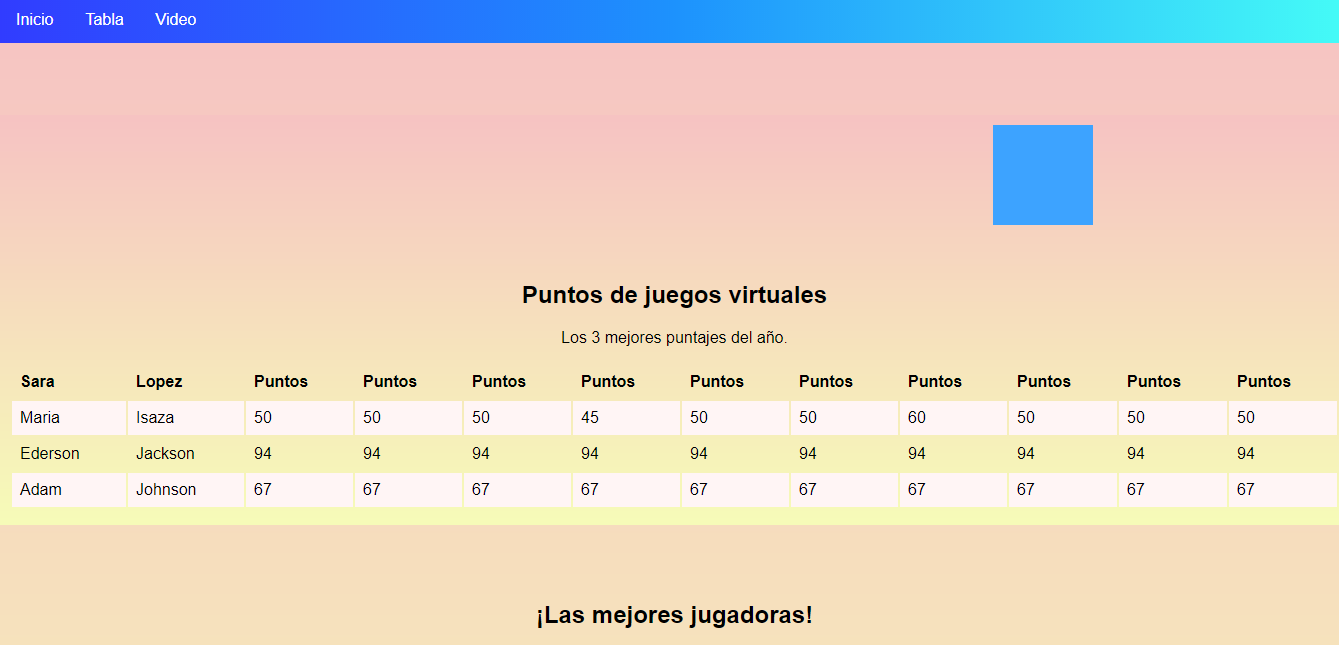 Inicio Tabla Video
Puntos de juegos virtuales
Los 3 mejores puntajes del año.
Sara Lopez Puntos Puntos Puntos Puntos Puntos Puntos Puntos Puntos Puntos Puntos
Maria Isaza 50 50 50 45 50 50 60 50 50 50
Ederson Jackson 94 94 94 94 94 94 94 94 94 94
Adam Johnson 67 67 67 67 67 67 67 67 67 67
¡Las mejores jugadoras!